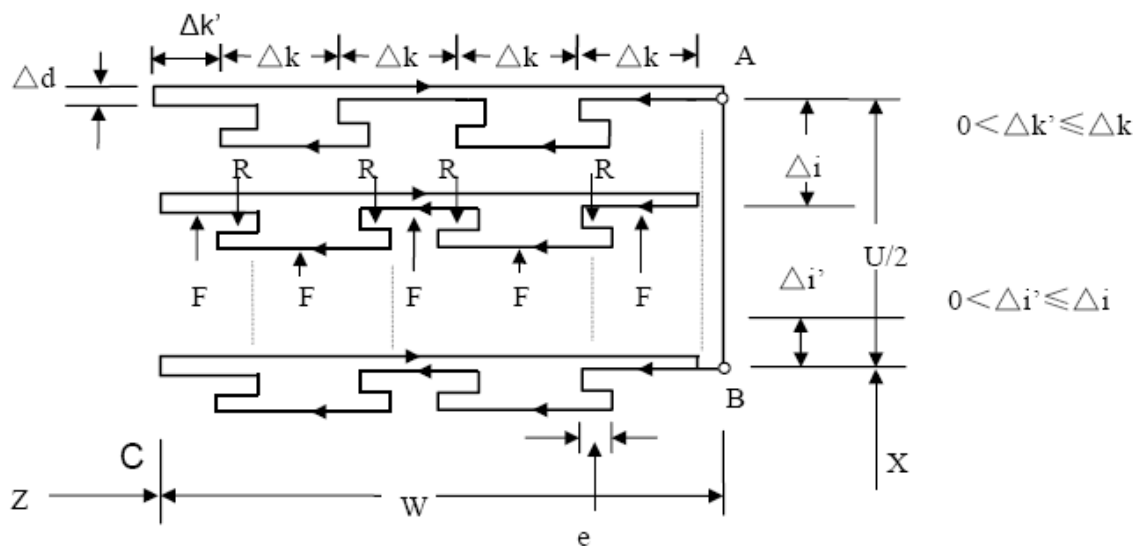 Δk’
△k △k △k △k A
△d
0<△k’≤△k
R R R R △i
U/2
F F F F F △i’
0<△i’≤△i
B
C X
Z W
e